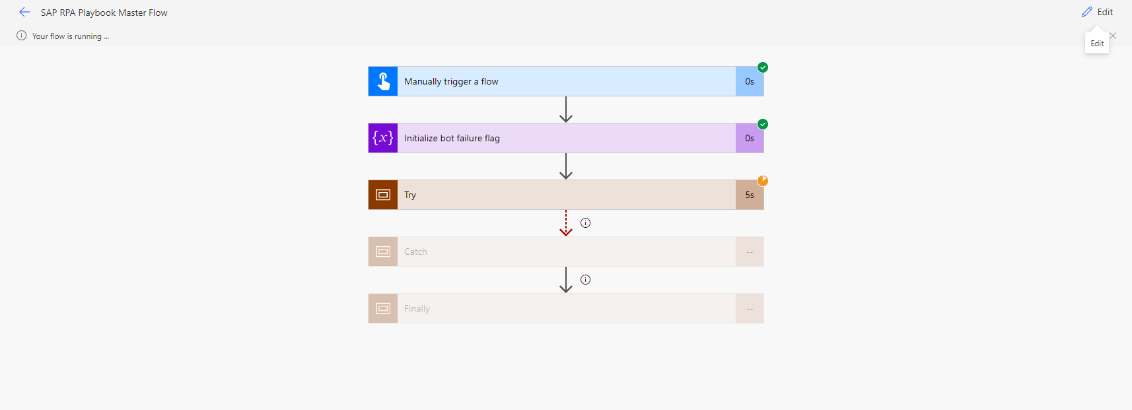 SAP RPA Playbook Master Flow
Edit
Your flow is running ...
Edit
Manually trigger a flow
0s
{x}
Initialize bot failure flag
0s
Try
5s
Catch
--
Finally
--